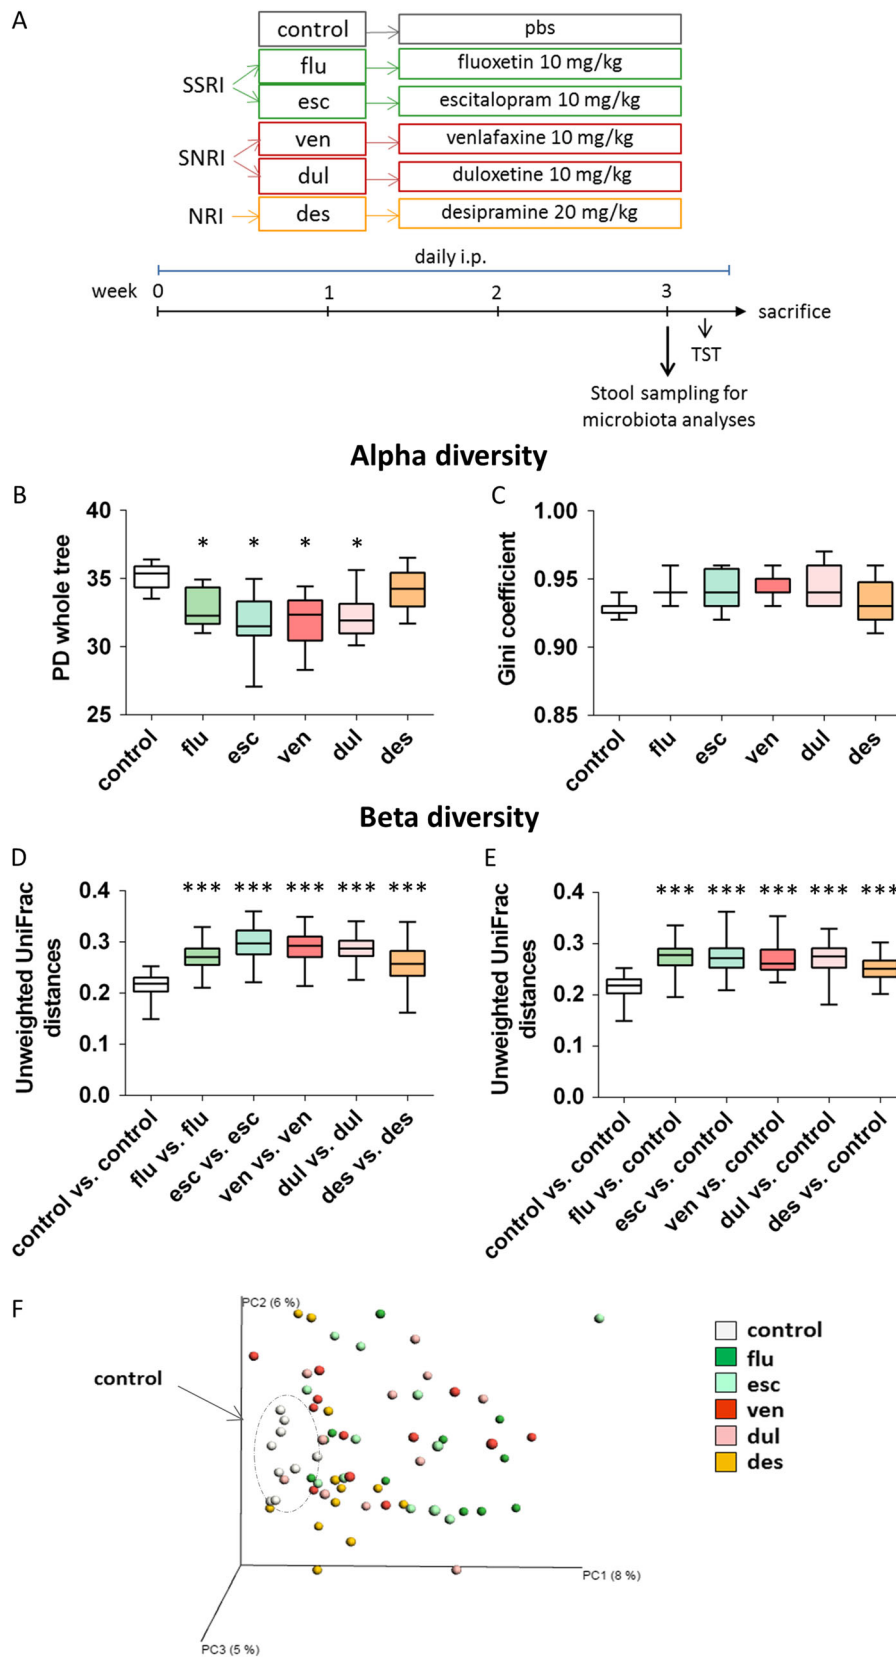 A
control
pbs
SSRI
flu
fluoxetin 10 mg/kg
esc
escitalopram 10 mg/kg
SNRI
ven
venlafaxine 10 mg/kg
dul
duloxetine 10 mg/kg
NRI
des
desipramine 20 mg/kg
daily i.p.
week 0 1 2 3
sacrifice
TST
Stool sampling for
microbiota analyses
Alpha diversity
B
PD whole tree
40
35
30
25
* * * *
control flu esc ven dul des
C
Gini coefficient
1.00
0.95
0.90
0.85
control flu esc ven dul des
Beta diversity
D
Unweighted UniFrac
distances
0.4
0.3
0.2
0.1
0.0
*** *** *** *** ***
control vs. control
flu vs. flu
esc vs. esc
ven vs. ven
dul vs. dul
des vs. des
E
Unweighted UniFrac
distances
0.4
0.3
0.2
0.1
0.0
*** *** *** *** ***
control vs. control
flu vs. control
esc vs. control
ven vs. control
dul vs. control
des vs. control
F
PC2 (6 %)
control
PC1 (8 %)
PC3 (5 %)
control
flu
esc
ven
dul
des